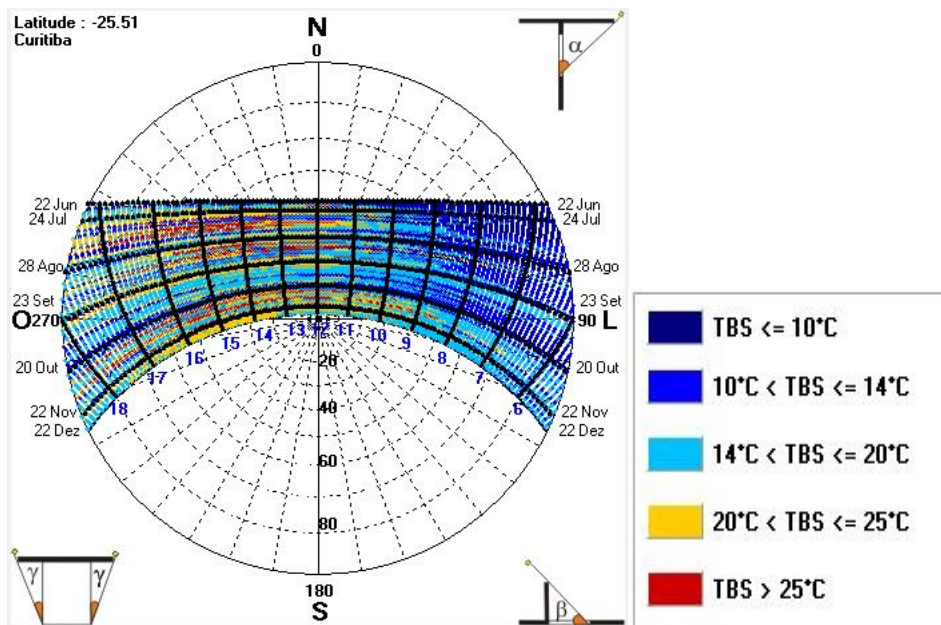 Latitude : -25.51
Curitiba
N
0
α
22 Jun
22 Jun
24 Jul
24 Jul
28 Ago
28 Ago
23 Set
23 Set
O 270
90 L
20 Out
20 Out
22 Nov
22 Nov
22 Dez
22 Dez
18 17 16 15 14 13 12 11 10 9 8 7 6
20
40
60
80
180
S
γ γ
β
TBS <= 10°C
10°C < TBS <= 14°C
14°C < TBS <= 20°C
20°C < TBS <= 25°C
TBS > 25°C